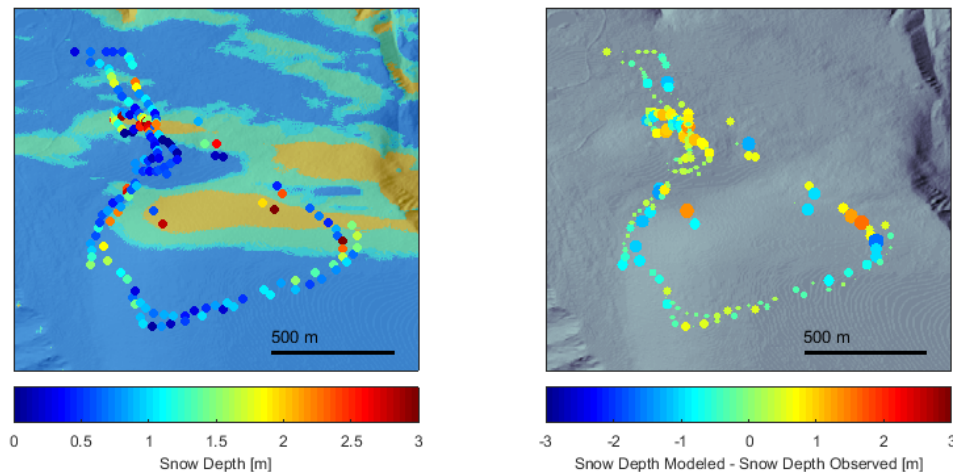 500 m
500 m
0 0.5 1 1.5 2 2.5 3
-3 -2 -1 0 1 2 3
Snow Depth [m]
Snow Depth Modeled - Snow Depth Observed [m]